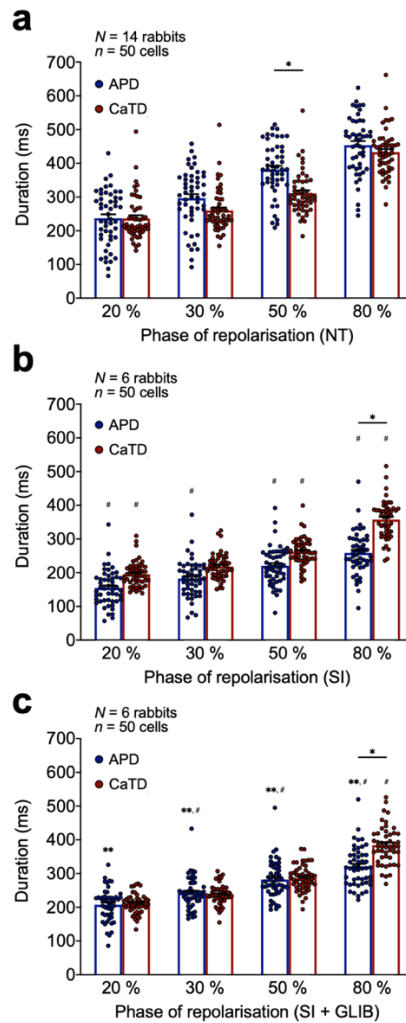 a
N = 14 rabbits
n = 50 cells
APD
CaTD
*
Duration (ms)
700
600
500
400
300
200
100
0
20 %
30 %
50 %
80 %
Phase of repolarisation (NT)
b
N = 6 rabbits
n = 50 cells
APD
CaTD
*
# #
#
# #
# #
Duration (ms)
700
600
500
400
300
200
100
0
20 %
30 %
50 %
80 %
Phase of repolarisation (SI)
c
N = 6 rabbits
n = 50 cells
APD
CaTD
*
**
**,#
**,#
**,# #
Duration (ms)
700
600
500
400
300
200
100
0
20 %
30 %
50 %
80 %
Phase of repolarisation (SI + GLIB)